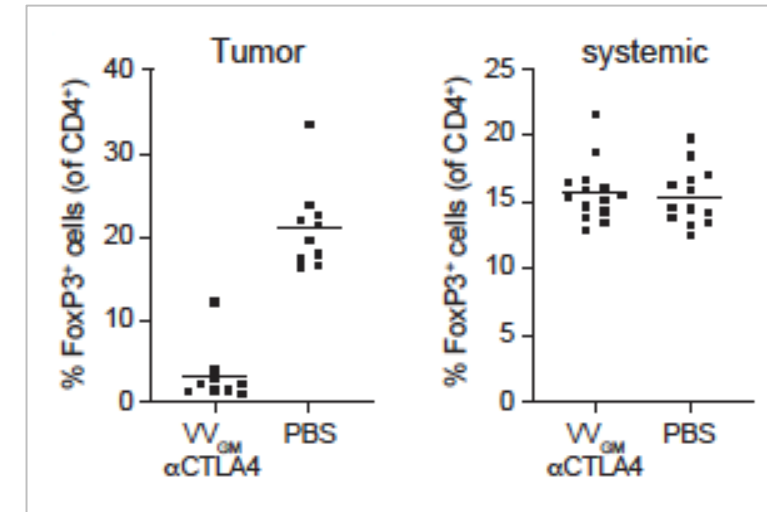 Tumor
% FoxP3⁺ cells (of CD4⁺)
40
30
20
10
0
VV_GM
αCTLA4
PBS
systemic
% FoxP3⁺ cells (of CD4⁺)
25
20
15
10
5
0
VV_GM
αCTLA4
PBS